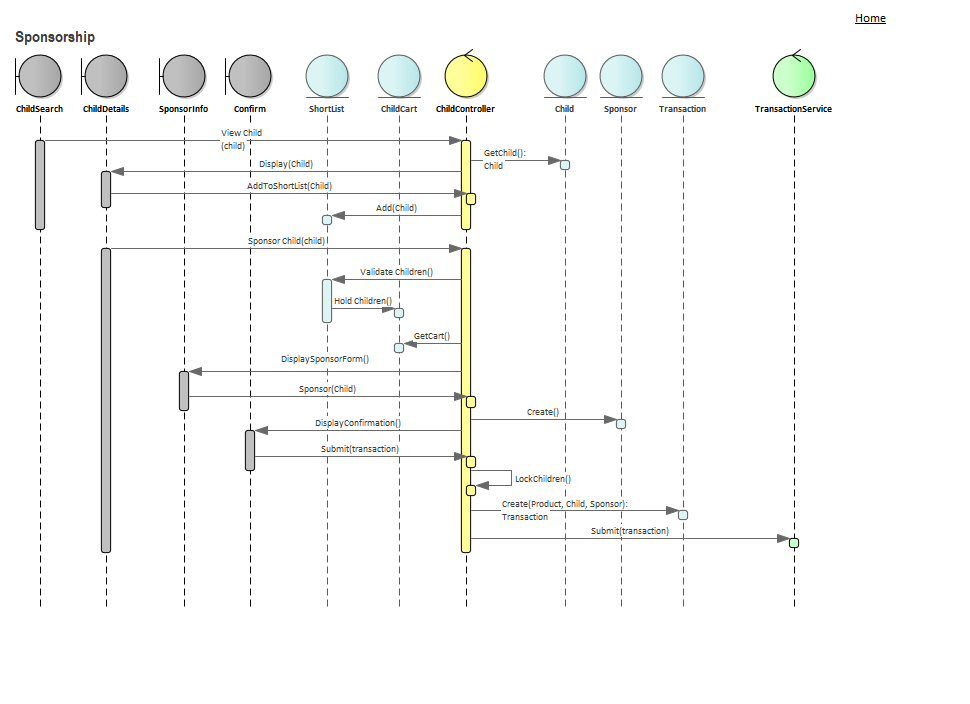 Home
Sponsorship
ChildSearch
ChildDetails
SponsorInfo
Confirm
ShortList
ChildCart
ChildController
Child
Sponsor
Transaction
TransactionService
View Child
(child)
GetChild():
Child
Display(Child)
AddToShortList(Child)
Add(Child)
Sponsor Child(child)
Validate Children()
Hold Children()
GetCart()
DisplaySponsorForm()
Sponsor(Child)
Create()
DisplayConfirmation()
Submit(transaction)
LockChildren()
Create(Product, Child, Sponsor):
Transaction
Submit(transaction)